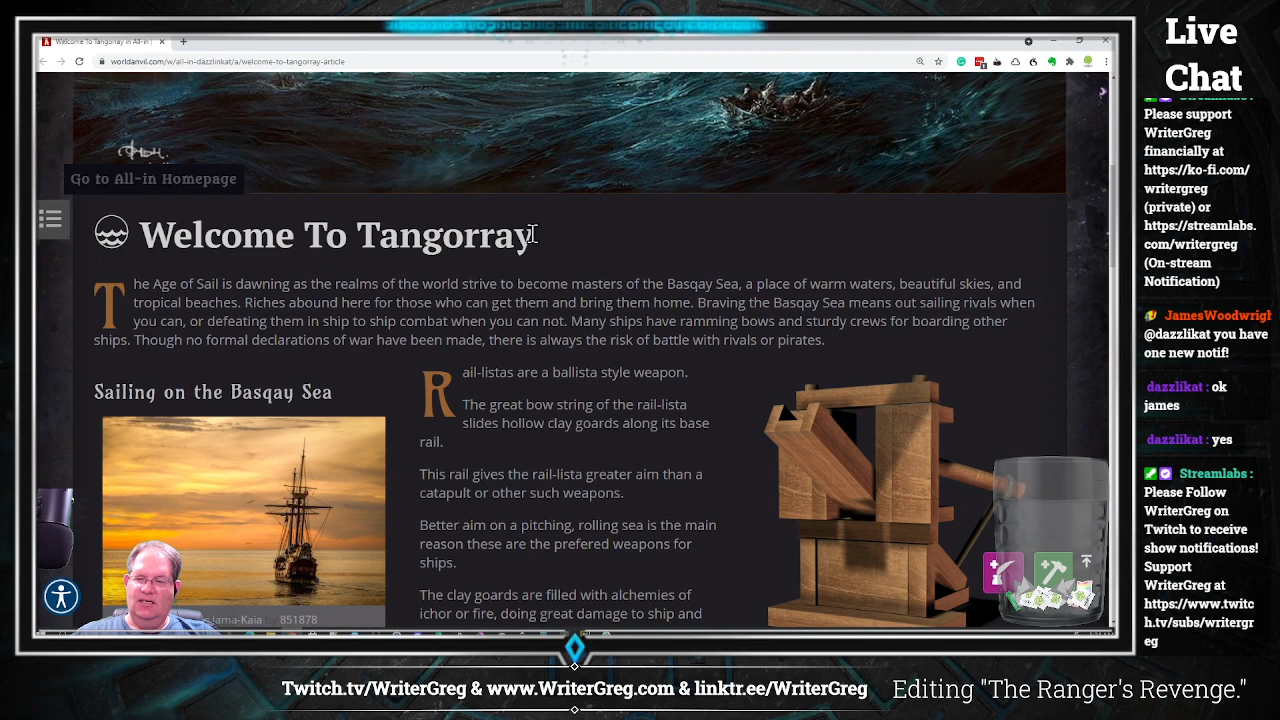 Welcome To Tangorray in All-in |
worldanvil.com/w/all-in-dazzlinkat/a/welcome-to-tangorray-article
Go to All-in Homepage
Welcome To Tangorray
The Age of Sail is dawning as the realms of the world strive to become masters of the Basqay Sea, a place of warm waters, beautiful skies, and
tropical beaches. Riches abound here for those who can get them and bring them home. Braving the Basqay Sea means out sailing rivals when
you can, or defeating them in ship to ship combat when you can not. Many ships have ramming bows and sturdy crews for boarding other
ships. Though no formal declarations of war have been made, there is always the risk of battle with rivals or pirates.
Sailing on the Basqay Sea
Jama-Kaia 851878
Rail-listas are a ballista style weapon.
The great bow string of the rail-lista
slides hollow clay goards along its base
rail.
This rail gives the rail-lista greater aim than a
catapult or other such weapons.
Better aim on a pitching, rolling sea is the main
reason these are the prefered weapons for
ships.
The clay goards are filled with alchemies of
ichor or fire, doing great damage to ship and
Live
Chat
Streamlabs :
Please support
WriterGreg
financially at
https://ko-fi.com/
writergreg
(private) or
https://streamlabs.
com/writergreg
(On-stream
Notification)
JamesWoodwrigh
@dazzlikat you have
one new notif!
dazzlikat : ok
james
dazzlikat : yes
Streamlabs :
Please Follow
WriterGreg on
Twitch to receive
show notifications!
Support
WriterGreg at
https://www.twitc
h.tv/subs/writergr
eg
Twitch.tv/WriterGreg & www.WriterGreg.com & linktr.ee/WriterGreg
Editing "The Ranger's Revenge."